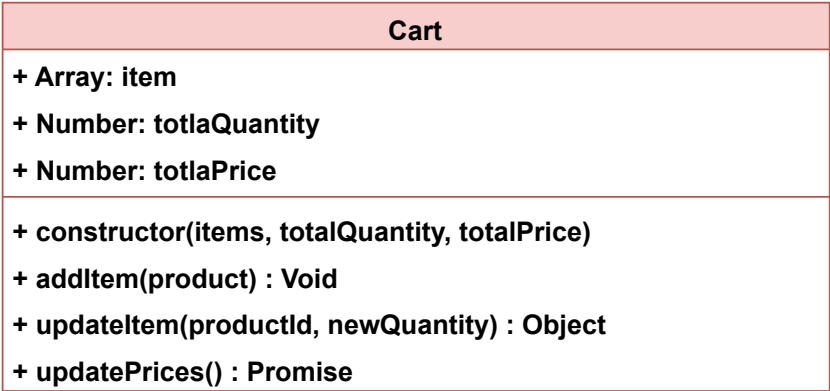 Cart
+ Array: item
+ Number: totlaQuantity
+ Number: totlaPrice
+ constructor(items, totalQuantity, totalPrice)
+ addItem(product) : Void
+ updateItem(productId, newQuantity) : Object
+ updatePrices() : Promise